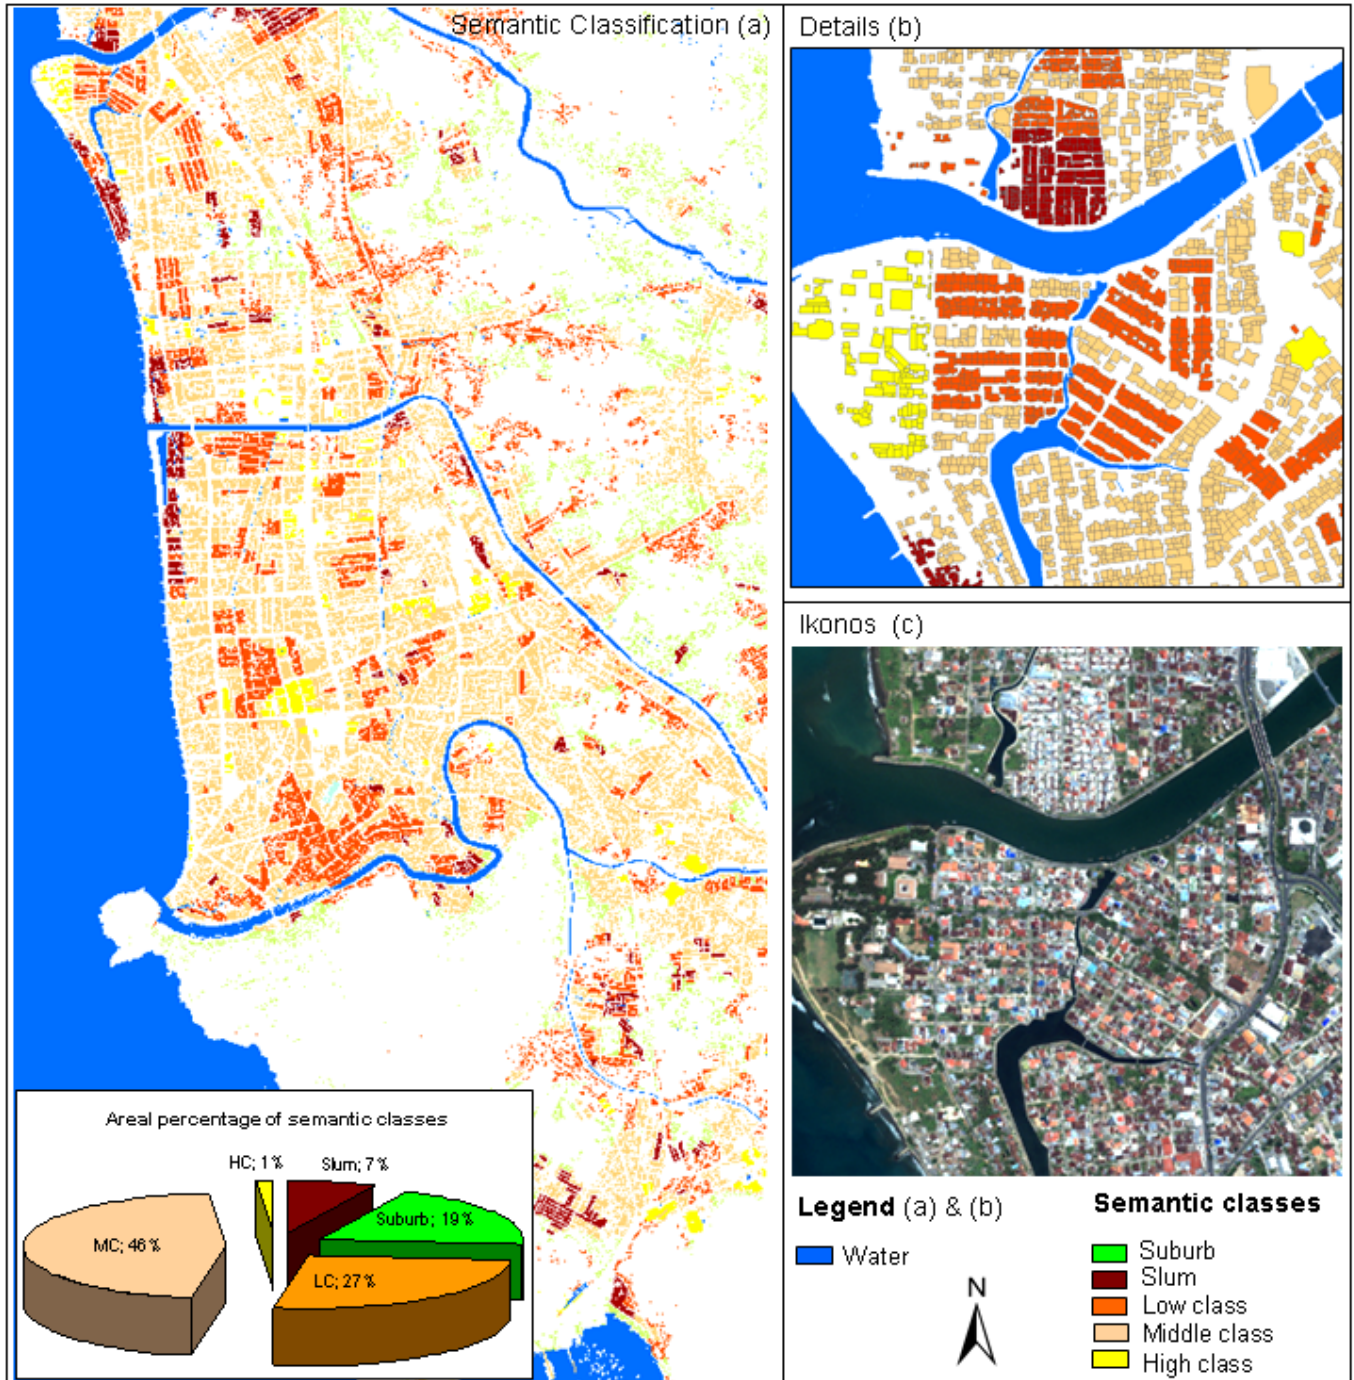 Semantic Classification (a)
Details (b)
Ikonos (c)
Areal percentage of semantic classes
HC; 1%
Slum; 7%
Suburb; 19%
MC; 46%
LC; 27%
Legend (a) & (b)
Semantic classes
Water
Suburb
Slum
Low class
Middle class
High class
N